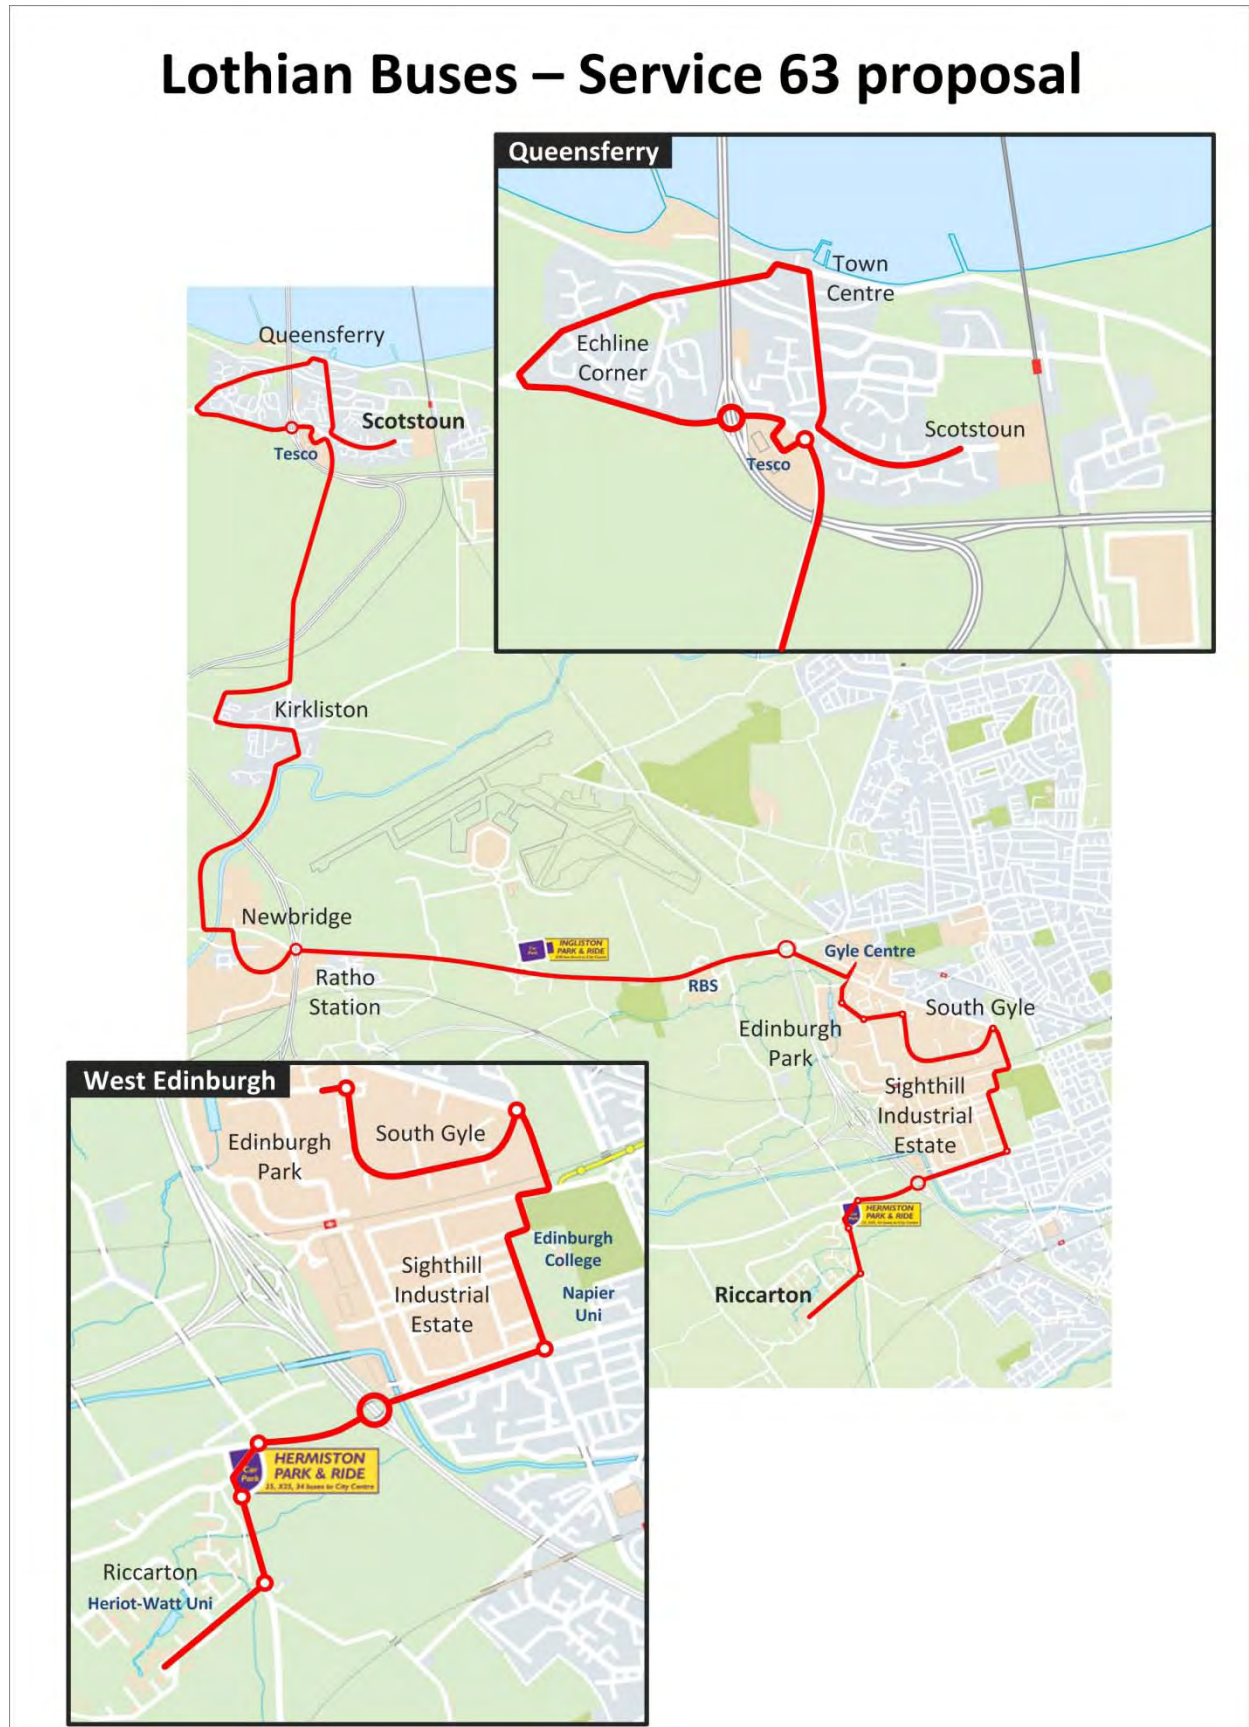 Lothian Buses – Service 63 proposal
Queensferry
Town
Centre
Echline
Corner
Scotstoun
Tesco
Queensferry
Scotstoun
Tesco
Kirkliston
Newbridge
Ratho
Station
INGLISTON
PARK & RIDE
RBS
Gyle Centre
South Gyle
Edinburgh
Park
Sighthill
Industrial
Estate
HERMISTON
PARK & RIDE
Riccarton
West Edinburgh
Edinburgh
Park
South Gyle
Edinburgh
College
Sighthill
Industrial
Estate
Napier
Uni
Car
Park
HERMISTON
PARK & RIDE
25, X25, 34 buses to City Centre
Riccarton
Heriot-Watt Uni